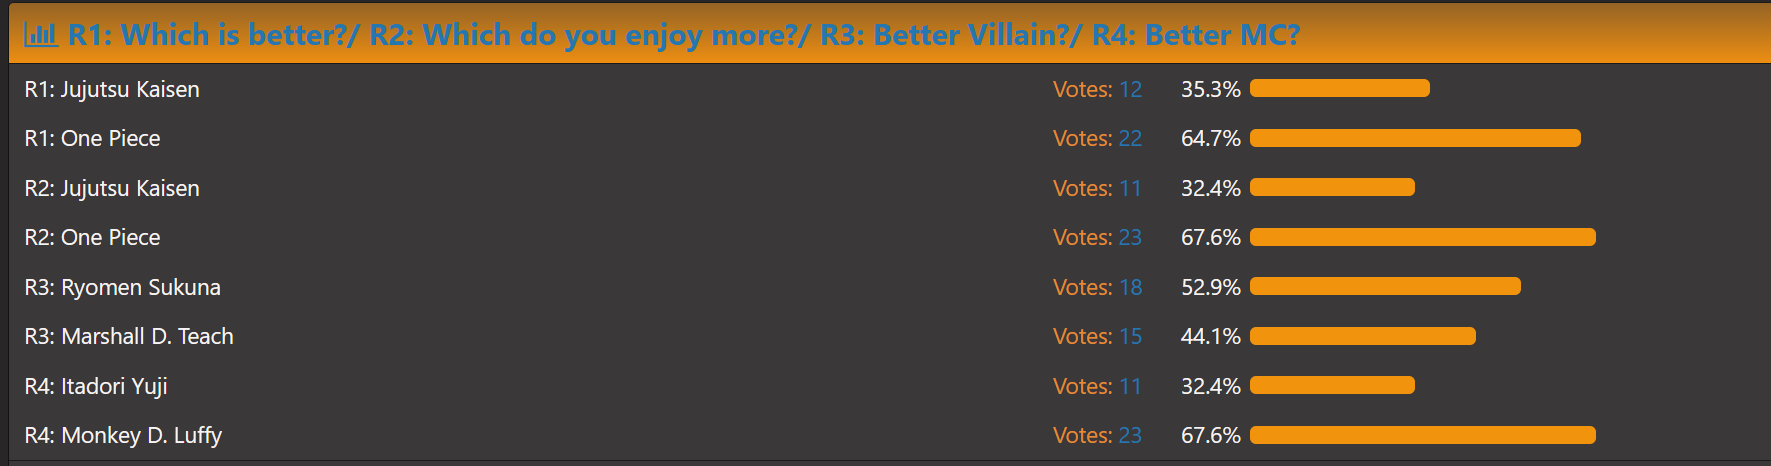 R1: Which is better?/ R2: Which do you enjoy more?/ R3: Better Villain?/ R4: Better MC?
R1: Jujutsu Kaisen Votes: 12 35.3%
R1: One Piece Votes: 22 64.7%
R2: Jujutsu Kaisen Votes: 11 32.4%
R2: One Piece Votes: 23 67.6%
R3: Ryomen Sukuna Votes: 18 52.9%
R3: Marshall D. Teach Votes: 15 44.1%
R4: Itadori Yuji Votes: 11 32.4%
R4: Monkey D. Luffy Votes: 23 67.6%